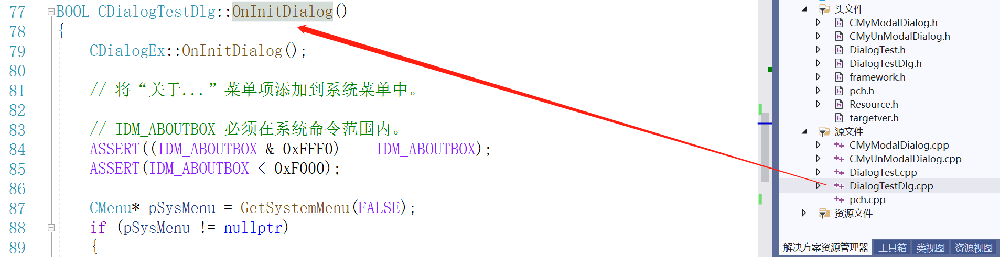 77 BOOL CDialogTestDlg::OnInitDialog()
78 {
79 CDialogEx::OnInitDialog();
80
81 // 将“关于...”菜单项添加到系统菜单中。
82
83 // IDM_ABOUTBOX 必须在系统命令范围内。
84 ASSERT((IDM_ABOUTBOX & 0xFFF0) == IDM_ABOUTBOX);
85 ASSERT(IDM_ABOUTBOX < 0xF000);
86
87 CMenu* pSysMenu = GetSystemMenu(FALSE);
88 if (pSysMenu != nullptr)
89 {
头文件
CMyModalDialog.h
CMyUnModalDialog.h
DialogTest.h
DialogTestDlg.h
framework.h
pch.h
Resource.h
targetver.h
源文件
CMyModalDialog.cpp
CMyUnModalDialog.cpp
DialogTest.cpp
DialogTestDlg.cpp
pch.cpp
资源文件
解决方案资源管理器 工具箱 类视图 资源视图